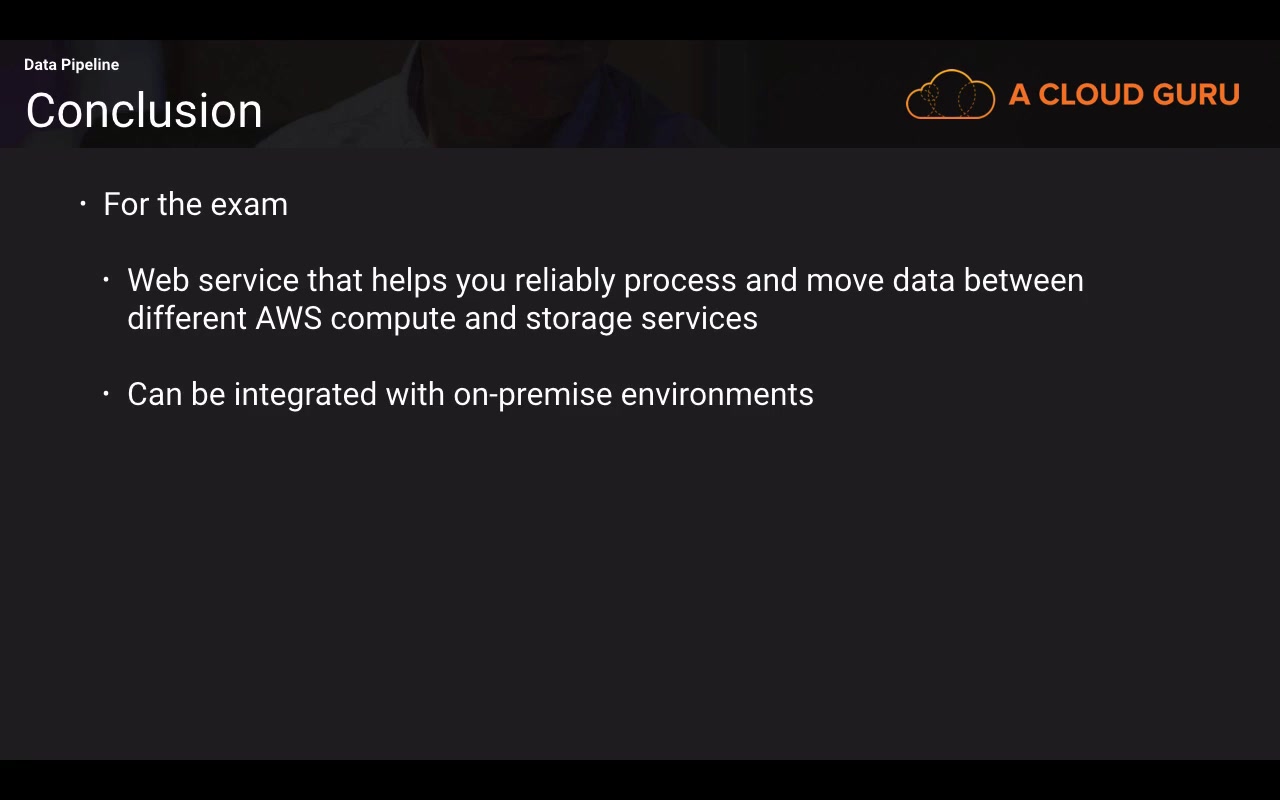 Data Pipeline
Conclusion
A CLOUD GURU
· For the exam
· Web service that helps you reliably process and move data between
different AWS compute and storage services
· Can be integrated with on-premise environments